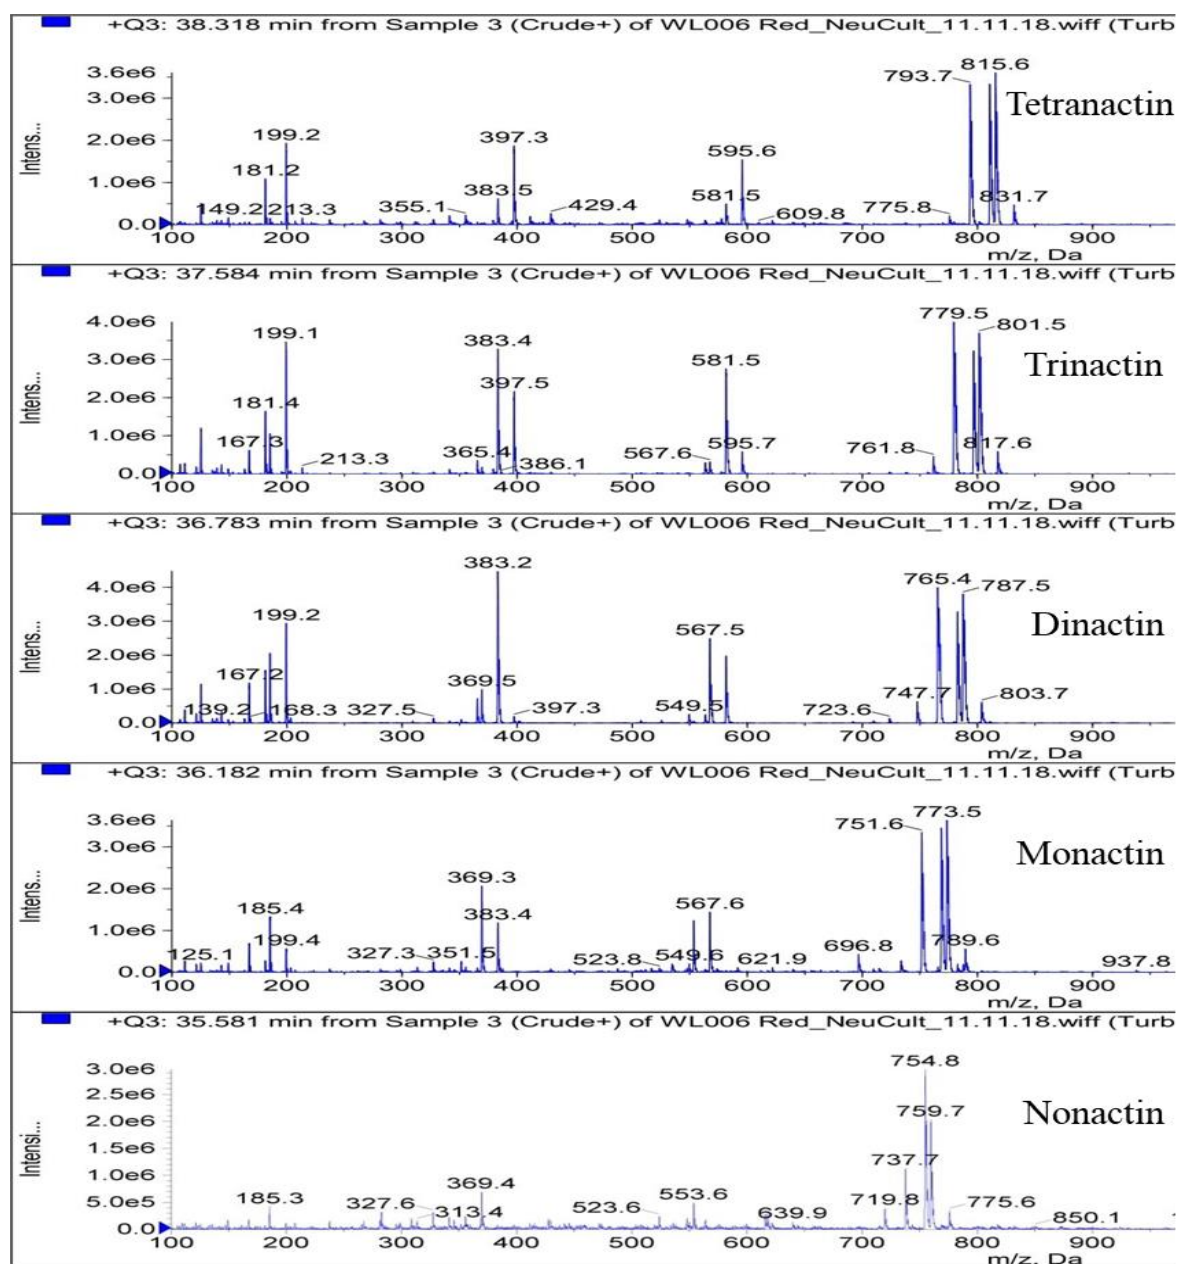 +Q3: 38.318 min from Sample 3 (Crude+) of WL006 Red_NeuCult_11.11.18.wiff (Turb
3.6e6
3.0e6
2.0e6
1.0e6
0.0
Intens...
793.7
815.6
Tetranactin
199.2
181.2
149.2
213.3
355.1
383.5
397.3
429.4
581.5
595.6
609.8
775.8
831.7
100 200 300 400 500 600 700 800 900
m/z, Da
+Q3: 37.584 min from Sample 3 (Crude+) of WL006 Red_NeuCult_11.11.18.wiff (Turb
4.0e6
3.0e6
2.0e6
1.0e6
0.0
Intens...
779.5
801.5
Trinactin
199.1
181.4
167.3
213.3
365.4
383.4
397.5
386.1
567.6
581.5
595.7
761.8
817.6
100 200 300 400 500 600 700 800 900
m/z, Da
+Q3: 36.783 min from Sample 3 (Crude+) of WL006 Red_NeuCult_11.11.18.wiff (Turb
4.0e6
3.0e6
2.0e6
1.0e6
0.0
Intens...
383.2
765.4
787.5
Dinactin
199.2
167.2
139.2
168.3
327.5
369.5
397.3
549.5
567.5
723.6
747.7
803.7
100 200 300 400 500 600 700 800 900
m/z, Da
+Q3: 36.182 min from Sample 3 (Crude+) of WL006 Red_NeuCult_11.11.18.wiff (Turb
3.6e6
3.0e6
2.0e6
1.0e6
0.0
Intens...
751.6
773.5
Monactin
125.1
185.4
199.4
327.3
351.5
369.3
383.4
523.8
549.6
567.6
621.9
696.8
789.6
937.8
100 200 300 400 500 600 700 800 900
m/z, Da
+Q3: 35.581 min from Sample 3 (Crude+) of WL006 Red_NeuCult_11.11.18.wiff (Turb
3.0e6
2.5e6
2.0e6
1.5e6
1.0e6
5.0e5
0.0
Intensi...
754.8
759.7
Nonactin
737.7
185.3
327.6
313.4
369.4
523.6
553.6
639.9
719.8
775.6
850.1
100 200 300 400 500 600 700 800 900
m/z, Da